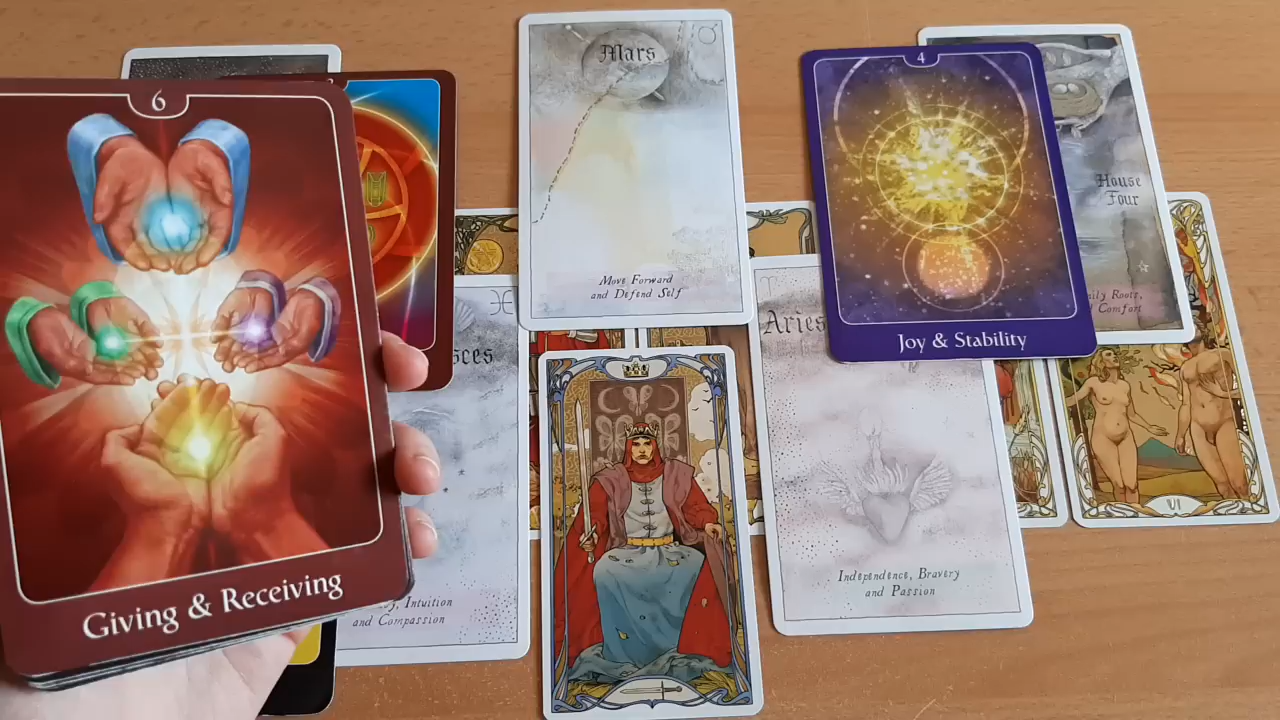 6
Giving & Receiving
Mars
Move Forward
and Defend Self
4
Joy & Stability
House
Four
Comfort
Intuition
and Compassion
Aries
Independence, Bravery
and Passion
VI